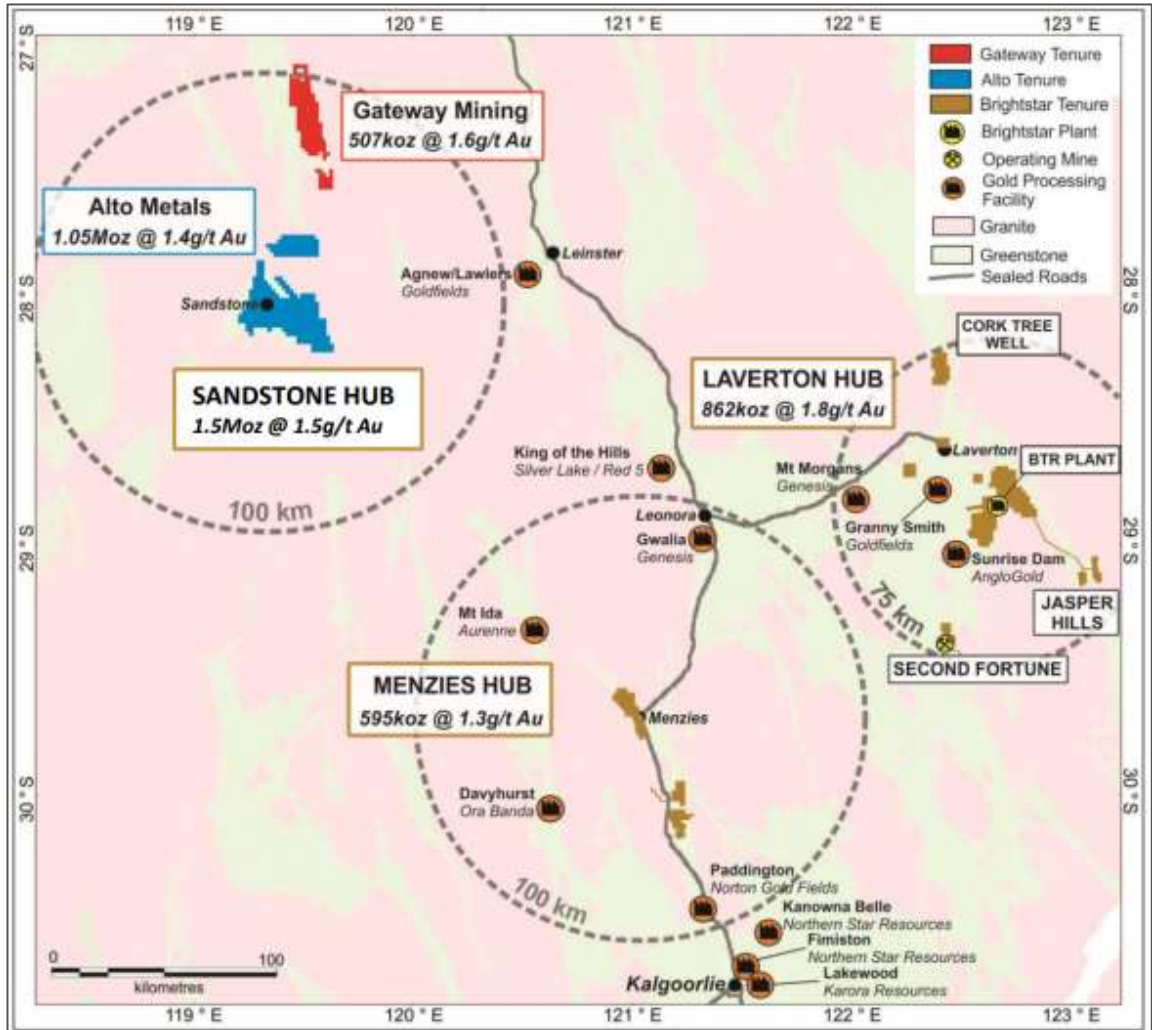 119 ° E
120 ° E
121 ° E
122 ° E
123 ° E
27° S
28° S
28° S
29° S
29° S
30° S
30° S
Gateway Tenure
Alto Tenure
Brightstar Tenure
Brightstar Plant
Operating Mine
Gold Processing
Facility
Granite
Greenstone
Sealed Roads
Gateway Mining
507koz @ 1.6g/t Au
Alto Metals
1.05Moz @ 1.4g/t Au
Leinster
Agnew/Lawlers
Goldfields
Sandstone
SANDSTONE HUB
1.5Moz @ 1.5g/t Au
100 km
CORK TREE
WELL
LAVERTON HUB
862koz @ 1.8g/t Au
Laverton
BTR PLANT
King of the Hills
Silver Lake / Red 5
Mt Morgans
Genesis
Leonora
Granny Smith
Goldfields
Gwalia
Genesis
Sunrise Dam
AngloGold
JASPER
HILLS
75 km
SECOND FORTUNE
Mt Ida
Aurenne
MENZIES HUB
595koz @ 1.3g/t Au
Menzies
Davyhurst
Ora Banda
100 km
Paddington
Norton Gold Fields
Kanowna Belle
Northern Star Resources
Fimiston
Northern Star Resources
Lakewood
Karora Resources
Kalgoorlie
0
100
kilometres
119 ° E
120 ° E
121 ° E
122 ° E
123 ° E